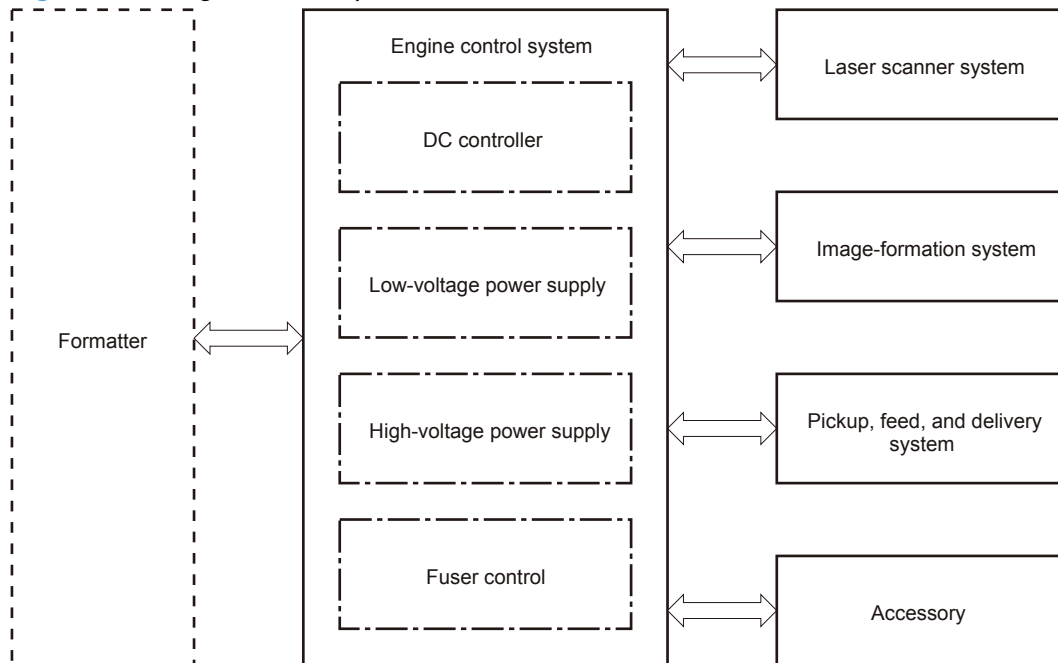 Engine control system
Laser scanner system
DC controller
Image-formation system
Low-voltage power supply
Formatter
High-voltage power supply
Pickup, feed, and delivery
system
Fuser control
Accessory